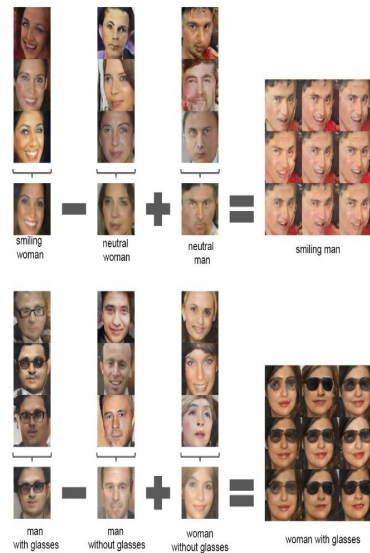 smiling
woman
neutral
woman
neutral
man
smiling man
man
with glasses
man
without glasses
woman
without glasses
woman with glasses